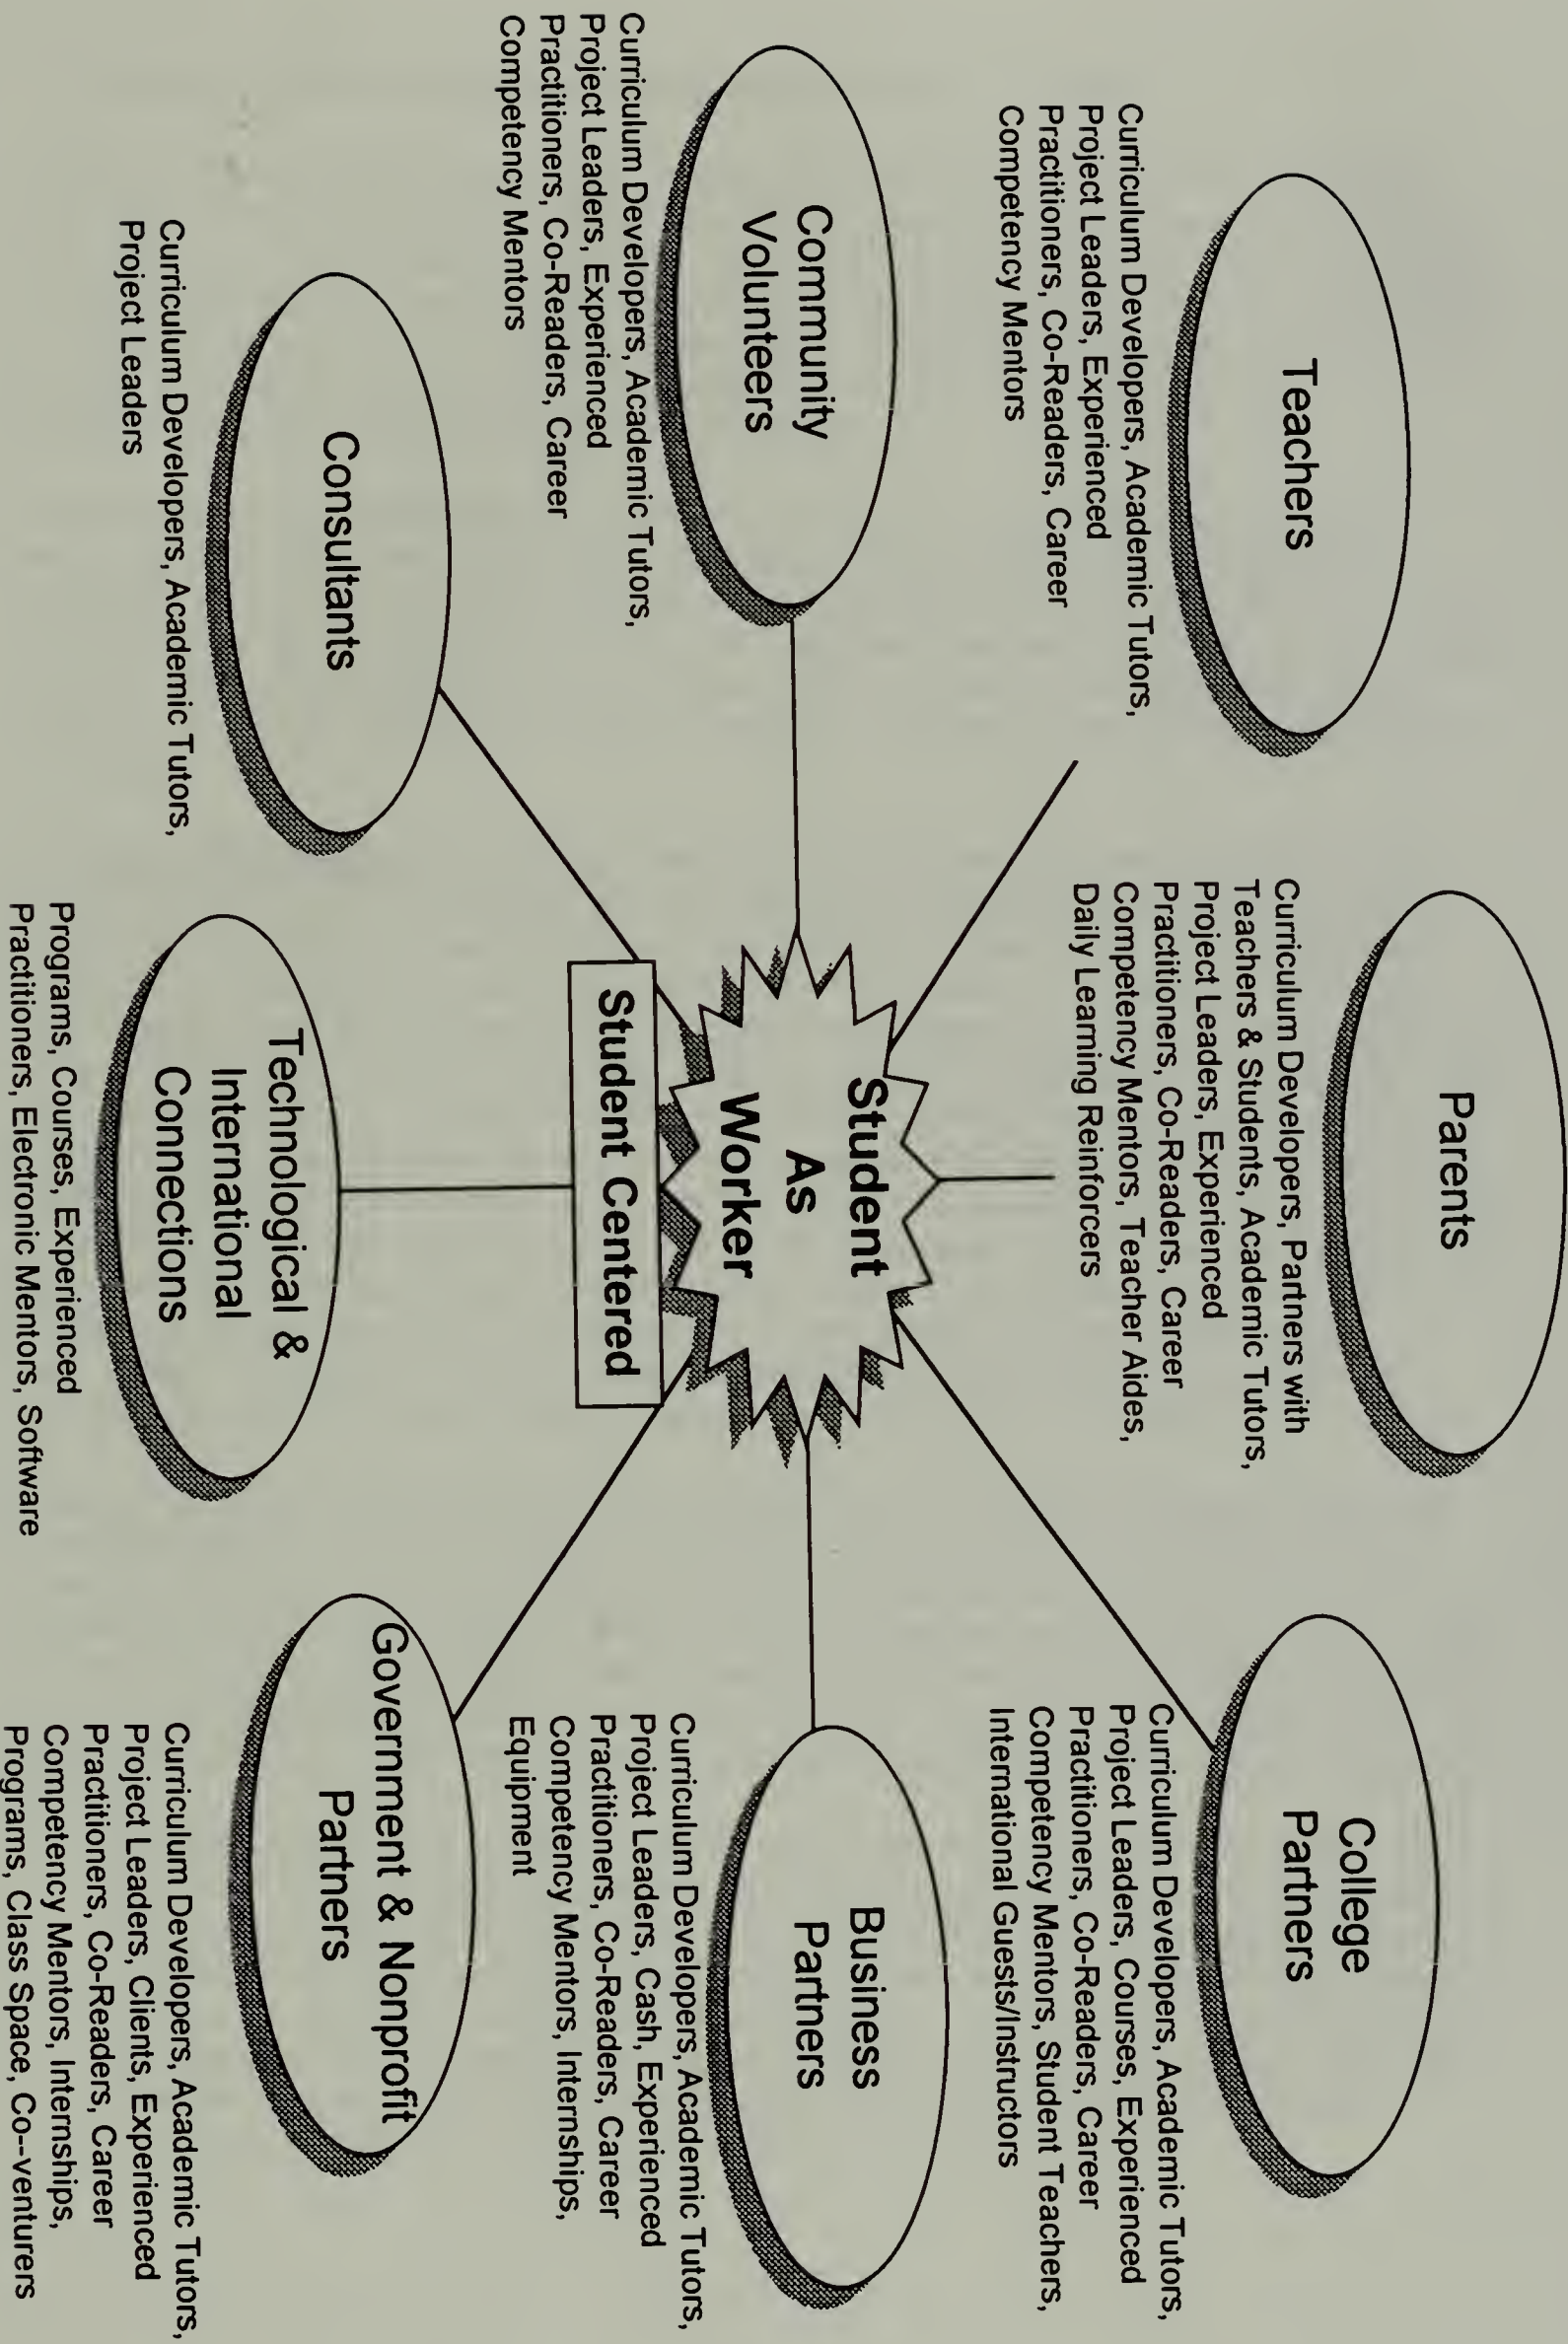 Parents
Curriculum Developers, Partners with
Teachers & Students, Academic Tutors,
Project Leaders, Experienced
Practitioners, Co-Readers, Career
Competency Mentors, Teacher Aides,
Daily Learning Reinforcers
Teachers
Curriculum Developers, Academic Tutors,
Project Leaders, Experienced
Practitioners, Co-Readers, Career
Competency Mentors
College
Partners
Curriculum Developers, Academic Tutors,
Project Leaders, Courses, Experienced
Practitioners, Co-Readers, Career
Competency Mentors, Student Teachers,
International Guests/Instructors
Community
Volunteers
Curriculum Developers, Academic Tutors,
Project Leaders, Experienced
Practitioners, Co-Readers, Career
Competency Mentors
Student
As
Worker
Student Centered
Business
Partners
Curriculum Developers, Academic Tutors,
Project Leaders, Cash, Experienced
Practitioners, Co-Readers, Career
Competency Mentors, Internships,
Equipment
Consultants
Curriculum Developers, Academic Tutors,
Project Leaders
Technological &
International
Connections
Programs, Courses, Experienced
Practitioners, Electronic Mentors, Software
Government & Nonprofit
Partners
Curriculum Developers, Academic Tutors,
Project Leaders, Clients, Experienced
Practitioners, Co-Readers, Career
Competency Mentors, Internships,
Programs, Class Space, Co--venturers